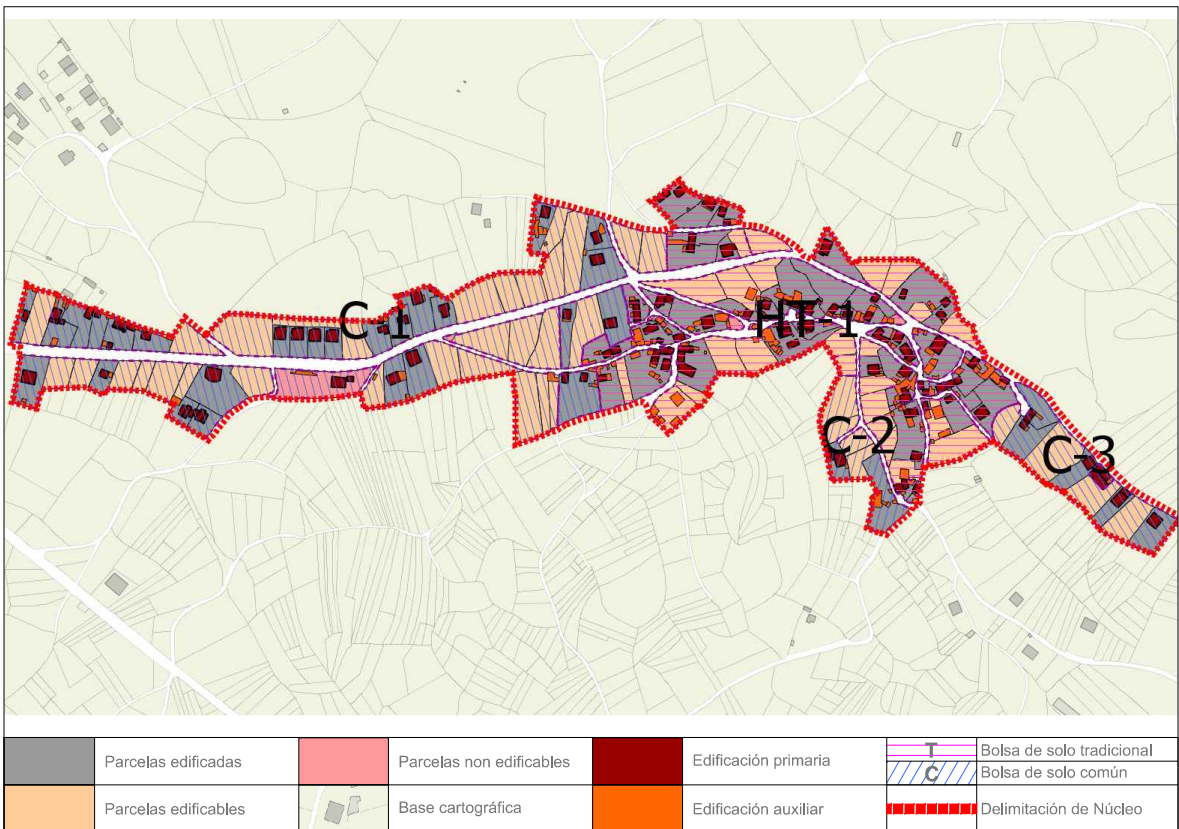 C 1
HT-1
C-2
C-3
Parcelas edificadas
Parcelas non edificables
Edificación primaria
T
Bolsa de solo tradicional
C
Bolsa de solo común
Parcelas edificables
Base cartográfica
Edificación auxiliar
Delimitación de Núcleo